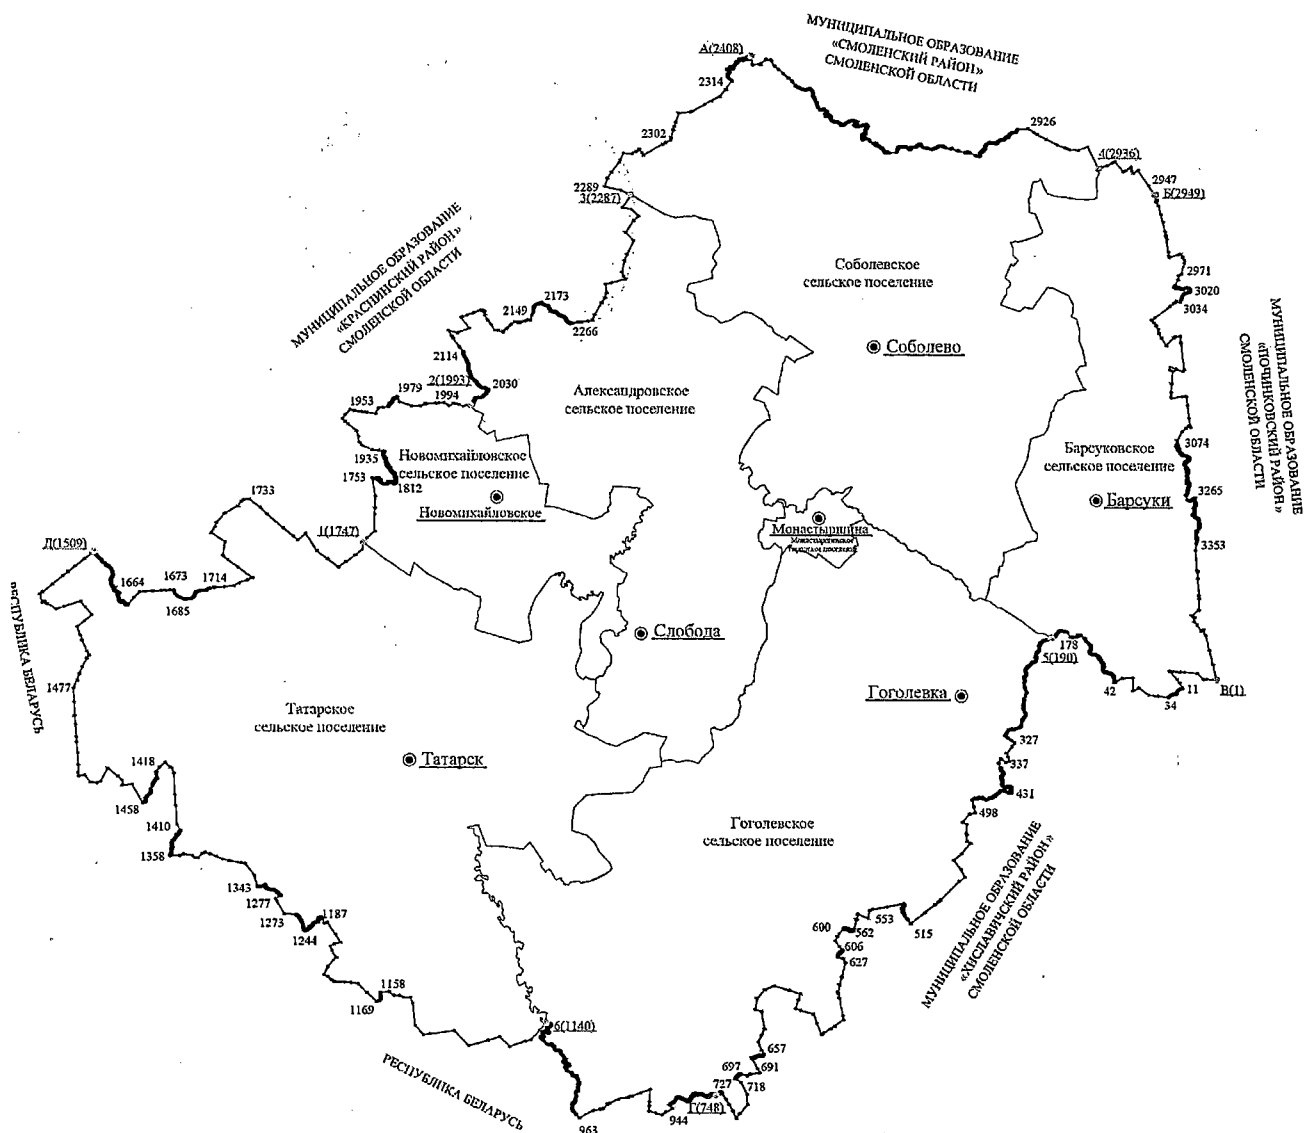 МУНИЦИПАЛЬНОЕ ОБРАЗОВАНИЕ
«СМОЛЕНСКИЙ РАЙОН»
СМОЛЕНСКОЙ ОБЛАСТИ
А(2408)
2314
2302
2926
4(2936)
2947
Б(2949)
2289
3(2287)
МУНИЦИПАЛЬНОЕ ОБРАЗОВАНИЕ
«КРАСНИНСКИЙ РАЙОН»
СМОЛЕНСКОЙ ОБЛАСТИ
Соболевское
сельское поселение
2971
3020
3034
2173
2149
2266
МУНИЦИПАЛЬНОЕ ОБРАЗОВАНИЕ
«ПОЧИНКОВСКИЙ РАЙОН»
СМОЛЕНСКОЙ ОБЛАСТИ
Соболево
2114
2(1993)
2030
1979
1994
1953
Александровское
сельское поселение
1935
1753
1812
Новомихайловское
сельское поселение
Новомихайловское
3074
Барсуковское
сельское поселение
3265
Барсуки
1733
1(1747)
Монастырщина
Монастырщинское
городское поселение
3353
Д(1509)
1664
1673
1714
1685
РЕСПУБЛИКА БЕЛАРУСЬ
Слобода
178
5(190)
42
11
34
В(1)
1477
Гоголевка
Татарское
сельское поселение
327
1418
Татарск
337
1458
431
498
1410
Гоголевское
сельское поселение
1358
МУНИЦИПАЛЬНОЕ ОБРАЗОВАНИЕ
«ХИСЛАВИЧСКИЙ РАЙОН»
СМОЛЕНСКОЙ ОБЛАСТИ
1343
1277
1273
1187
1244
553
515
600
562
606
627
1158
1169
6(1140)
РЕСПУБЛИКА БЕЛАРУСЬ
657
697
691
727
718
Г(748)
944
963